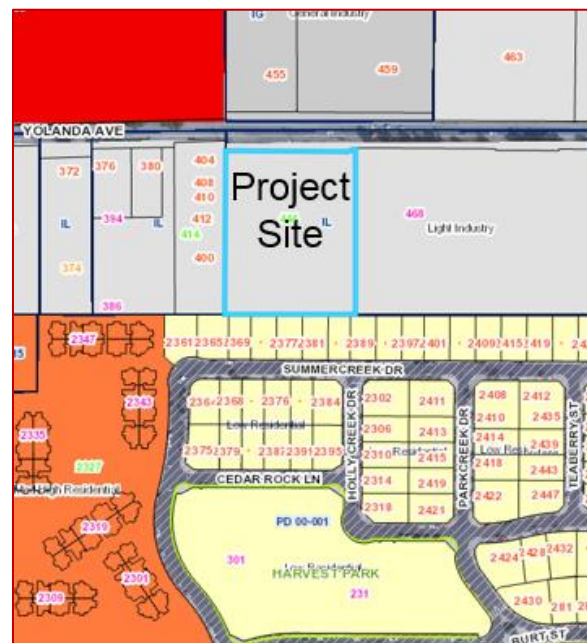 IG General Industry
455
459
463
YOLANDA AVE
372
376
380
404
408
410
412
414
400
394
374
386
IL
IL
Project
Site
IL
468
Light Industry
2347
2361 2365 2369 2377 2381 2389 2397 2401 2409 2415 2419
SUMMERCREEK DR
2343
2368 2376 2384
2302
2411
2408
2412
2335
Low Residential
HOLLY CREEK DR
2306
2413
PARKCREEK DR
2410
2435
TEABERRY ST
2327
2375 2379 2387 2391 2395
2310
2415
2414
2439
2418
2443
CEDAR ROCK LN
2314
2419
2422
2447
2318
2421
PD 00-001
2319
301
Low Residential
HARVEST PARK
231
2424 2428 2432
2309
2301
2430
281
BURT ST